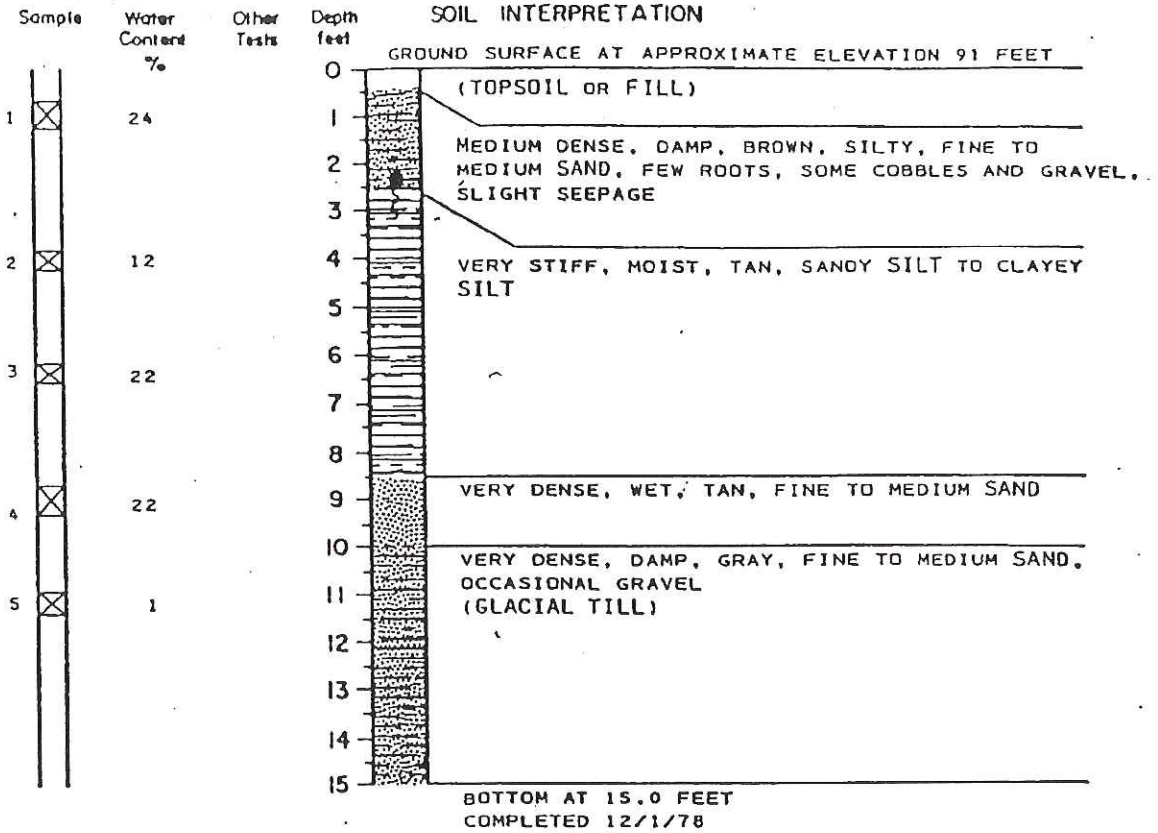 SOIL INTERPRETATION
Sample Water Content % Other Tests Depth feet
GROUND SURFACE AT APPROXIMATE ELEVATION 91 FEET
0
(TOPSOIL OR FILL)
1 24 1
MEDIUM DENSE, DAMP, BROWN, SILTY, FINE TO
2
MEDIUM SAND, FEW ROOTS, SOME COBBLES AND GRAVEL,
SLIGHT SEEPAGE
3
2 12 4
VERY STIFF, MOIST, TAN, SANDY SILT TO CLAYEY
SILT
5
6
3 22
7
8
VERY DENSE, WET, TAN, FINE TO MEDIUM SAND
4 22 9
10
VERY DENSE, DAMP, GRAY, FINE TO MEDIUM SAND,
OCCASIONAL GRAVEL
5 1 11
(GLACIAL TILL)
12
13
14
15
BOTTOM AT 15.0 FEET
COMPLETED 12/1/78